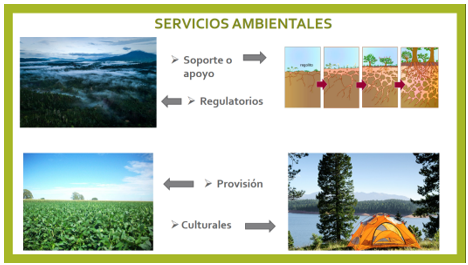 SERVICIOS AMBIENTALES
➢ Soporte o
apoyo
➢ Regulatorios
➢ Provisión
➢ Culturales